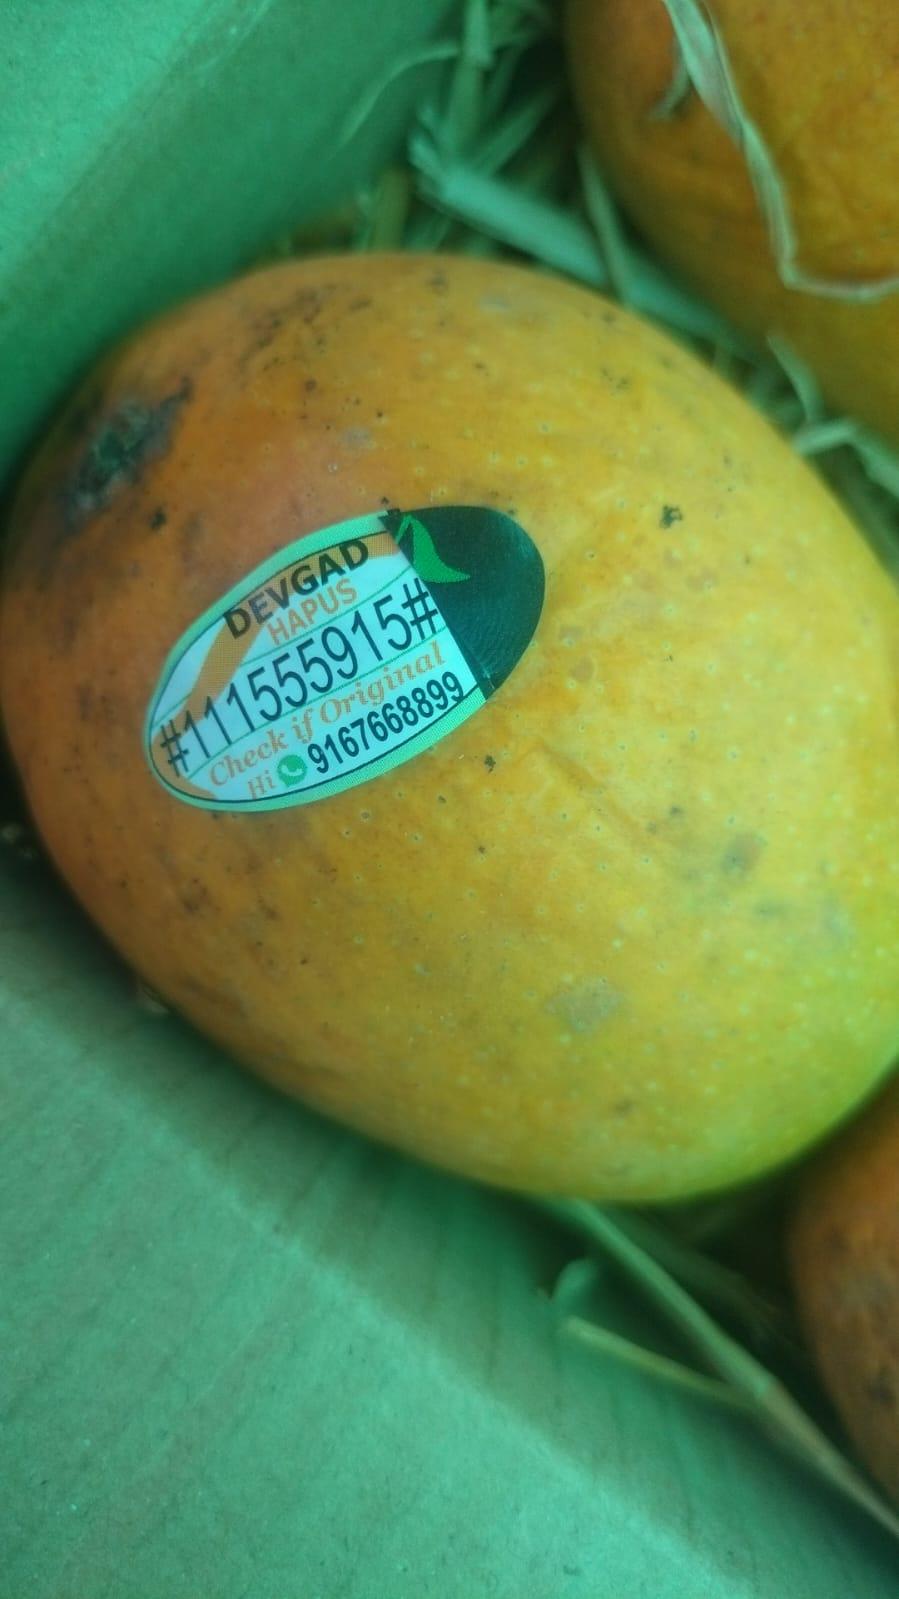 DEVGAD
HAPUS
#111555915#
Check if Original
Hi 9167668899